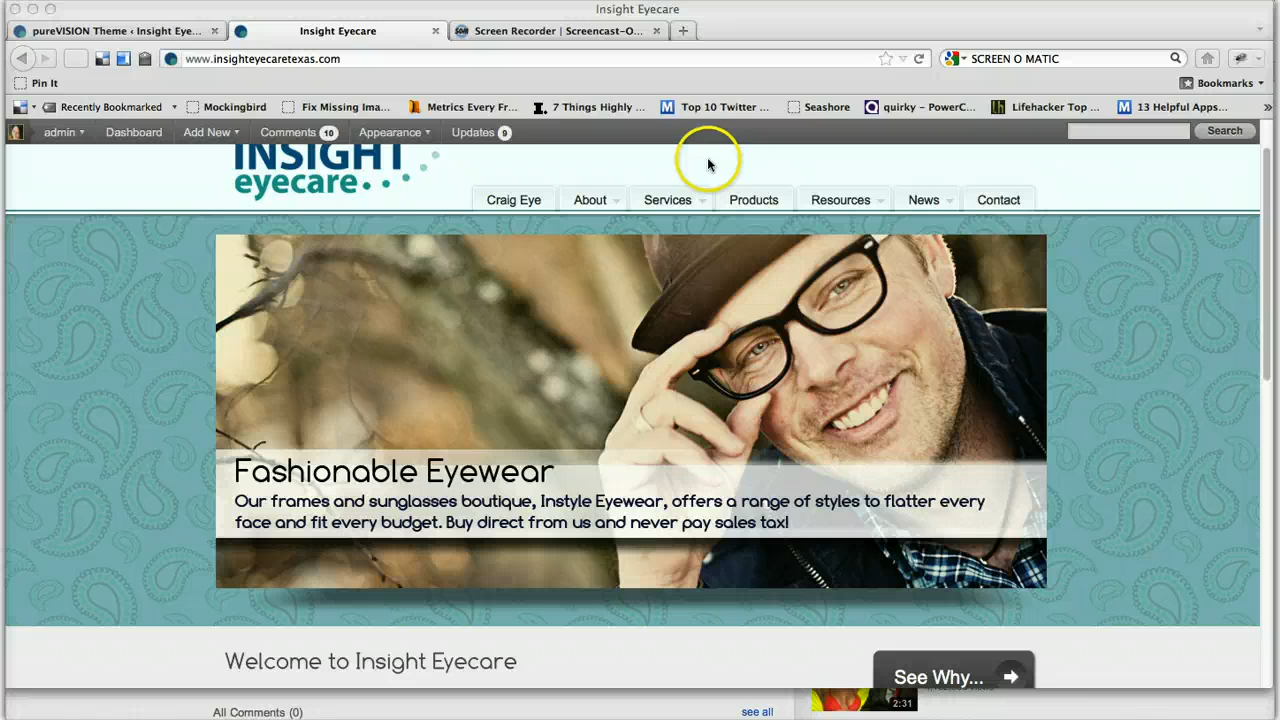 Insight Eyecare
pureVISION Theme ‹ Insight Eye...
Insight Eyecare
Screen Recorder | Screencast-O...
www.insighteyecaretexas.com
SCREEN O MATIC
Pin It
Bookmarks
Recently Bookmarked
Mockingbird
Fix Missing Ima...
Metrics Every Fr...
7 Things Highly ...
Top 10 Twitter ...
Seashore
quirky – PowerC...
Lifehacker Top ...
13 Helpful Apps...
admin
Dashboard
Add New
Comments 10
Appearance
Updates 9
Search
INSIGHT
eyecare
Craig Eye
About
Services
Products
Resources
News
Contact
Fashionable Eyewear
Our frames and sunglasses boutique, Instyle Eyewear, offers a range of styles to flatter every
face and fit every budget. Buy direct from us and never pay sales tax!
Welcome to Insight Eyecare
See Why...
2:31
All Comments (0)
see all